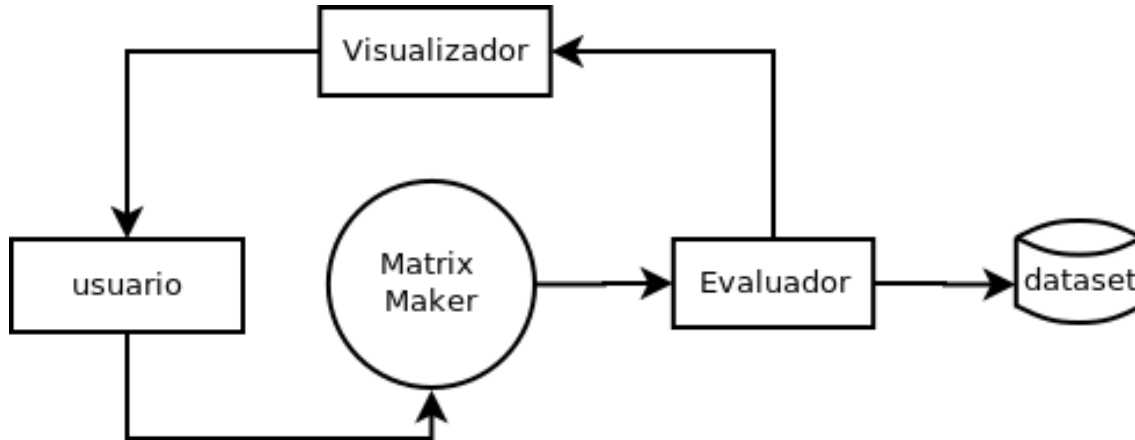 Visualizador
usuario
Matrix
Maker
Evaluador
dataset